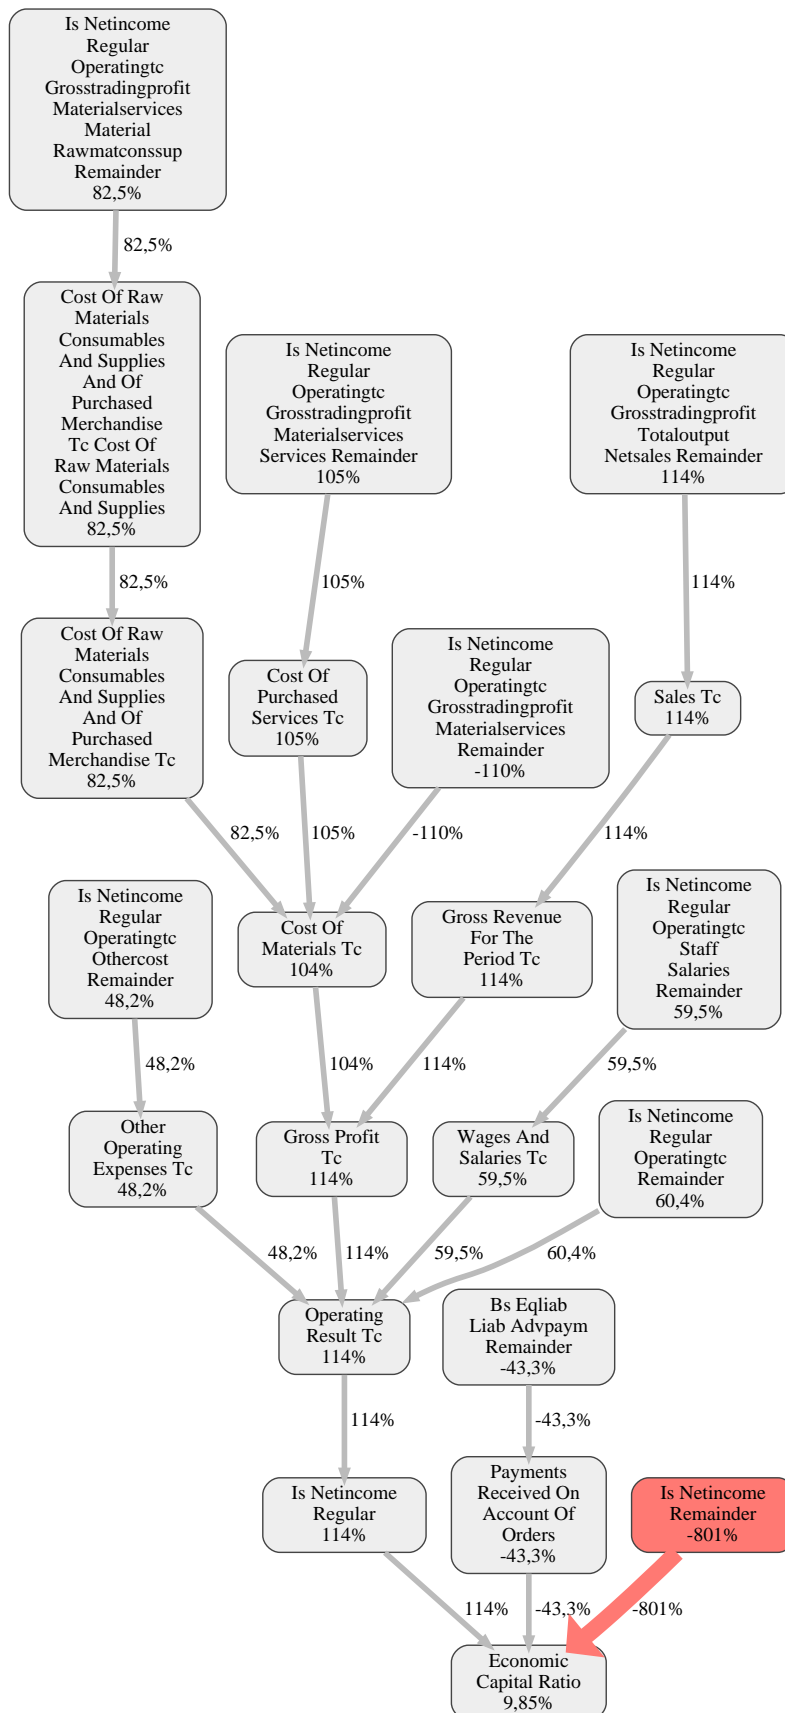 Is Netincome
Regular
Operatingtc
Grosstradingprofit
Materialservices
Material
Rawmatconssup
Remainder
82,5%
82,5%
Cost Of Raw
Materials
Consumables
And Supplies
And Of
Purchased
Merchandise
Tc Cost Of
Raw Materials
Consumables
And Supplies
82,5%
Is Netincome
Regular
Operatingtc
Grosstradingprofit
Materialservices
Services Remainder
105%
Is Netincome
Regular
Operatingtc
Grosstradingprofit
Totaloutput
Netsales Remainder
114%
82,5%
105%
114%
Cost Of Raw
Materials
Consumables
And Supplies
And Of
Purchased
Merchandise Tc
82,5%
Cost Of
Purchased
Services Tc
105%
Is Netincome
Regular
Operatingtc
Grosstradingprofit
Materialservices
Remainder
-110%
Sales Tc
114%
82,5%
105%
-110%
114%
Is Netincome
Regular
Operatingtc
Othercost
Remainder
48,2%
Cost Of
Materials Tc
104%
Gross Revenue
For The
Period Tc
114%
Is Netincome
Regular
Operatingtc
Staff
Salaries
Remainder
59,5%
48,2%
104%
114%
59,5%
Other
Operating
Expenses Tc
48,2%
Gross Profit
Tc
114%
Wages And
Salaries Tc
59,5%
Is Netincome
Regular
Operatingtc
Remainder
60,4%
48,2%
114%
59,5%
60,4%
Operating
Result Tc
114%
Bs Eqliab
Liab Advpaym
Remainder
-43,3%
114%
-43,3%
Is Netincome
Regular
114%
Payments
Received On
Account Of
Orders
-43,3%
Is Netincome
Remainder
-801%
114%
-43,3%
-801%
Economic
Capital Ratio
9,85%